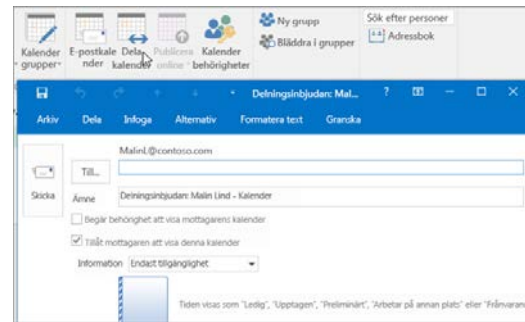 Kalender grupper
E-postkale nder
Dela kalender
Publicera online
Kalender behörigheter
Ny grupp
Bläddra i grupper
Sök efter personer
Adressbok
Delningsinbjudan: Mal...
Arkiv Dela Infoga Alternativ Formatera text Granska
MalinL@contoso.com
Till...
Skicka
Ämne Delningsinbjudan: Malin Lind - Kalender
Begär behörighet att visa mottagarens kalender
Tillåt mottagaren att visa denna kalender
Information Endast tillgänglighet
Tiden visas som "Ledig", "Upptagen", "Preliminärt", "Arbetar på annan plats" eller "Frånvaran